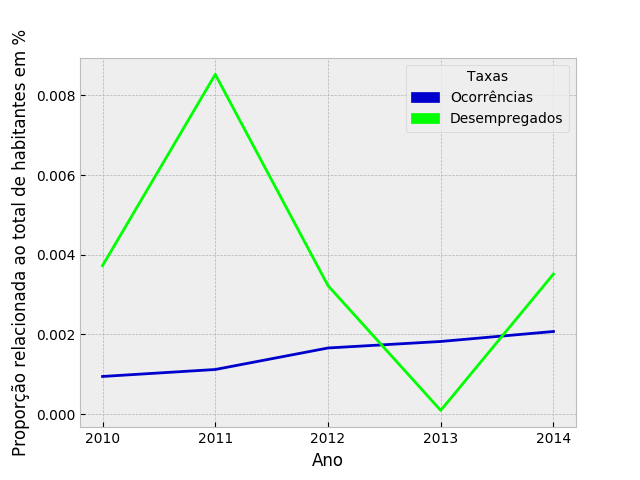 Proporção relacionada ao total de habitantes em %
0.008
0.006
0.004
0.002
0.000
Taxas
Ocorrências
Desempregados
2010 2011 2012 2013 2014
Ano